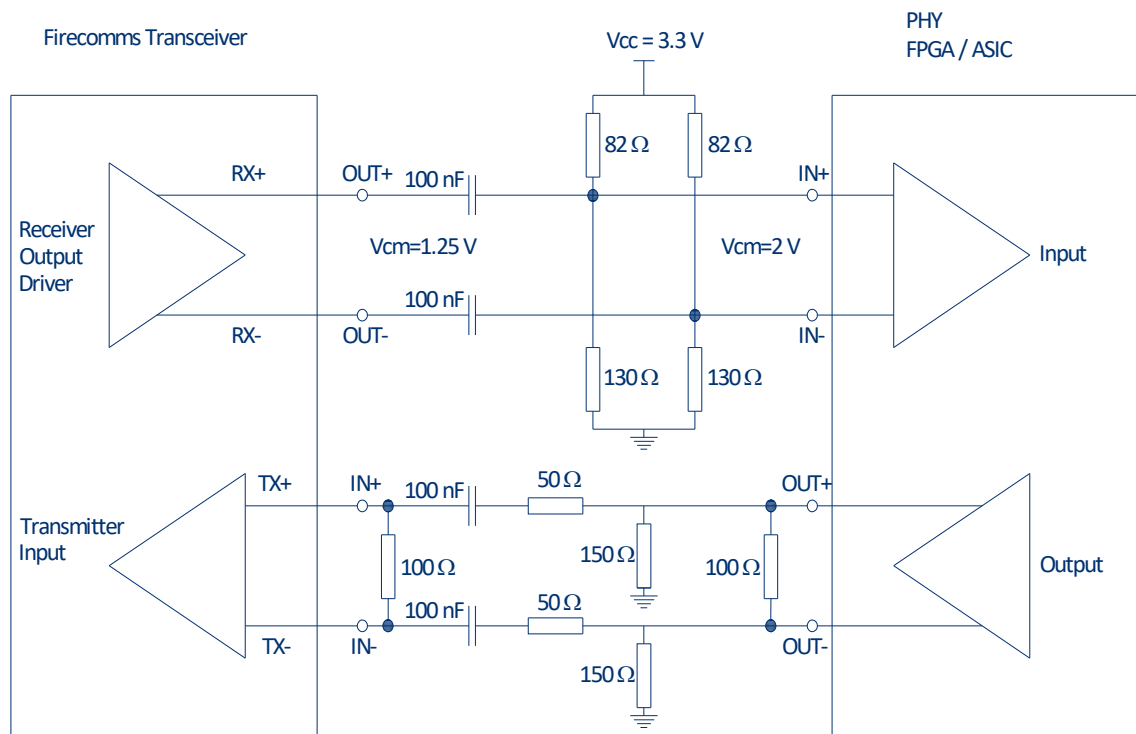 Firecomms Transceiver
Vcc = 3.3 V
PHY
FPGA / ASIC
82 Ω
82 Ω
RX+
OUT+
100 nF
IN+
Receiver
Output
Driver
Vcm=1.25 V
Vcm=2 V
Input
100 nF
RX-
OUT-
IN-
130 Ω
130 Ω
TX+
IN+
100 nF
50 Ω
OUT+
Transmitter
Input
100 Ω
150 Ω
100 Ω
Output
100 nF
50 Ω
TX-
IN-
OUT-
150 Ω